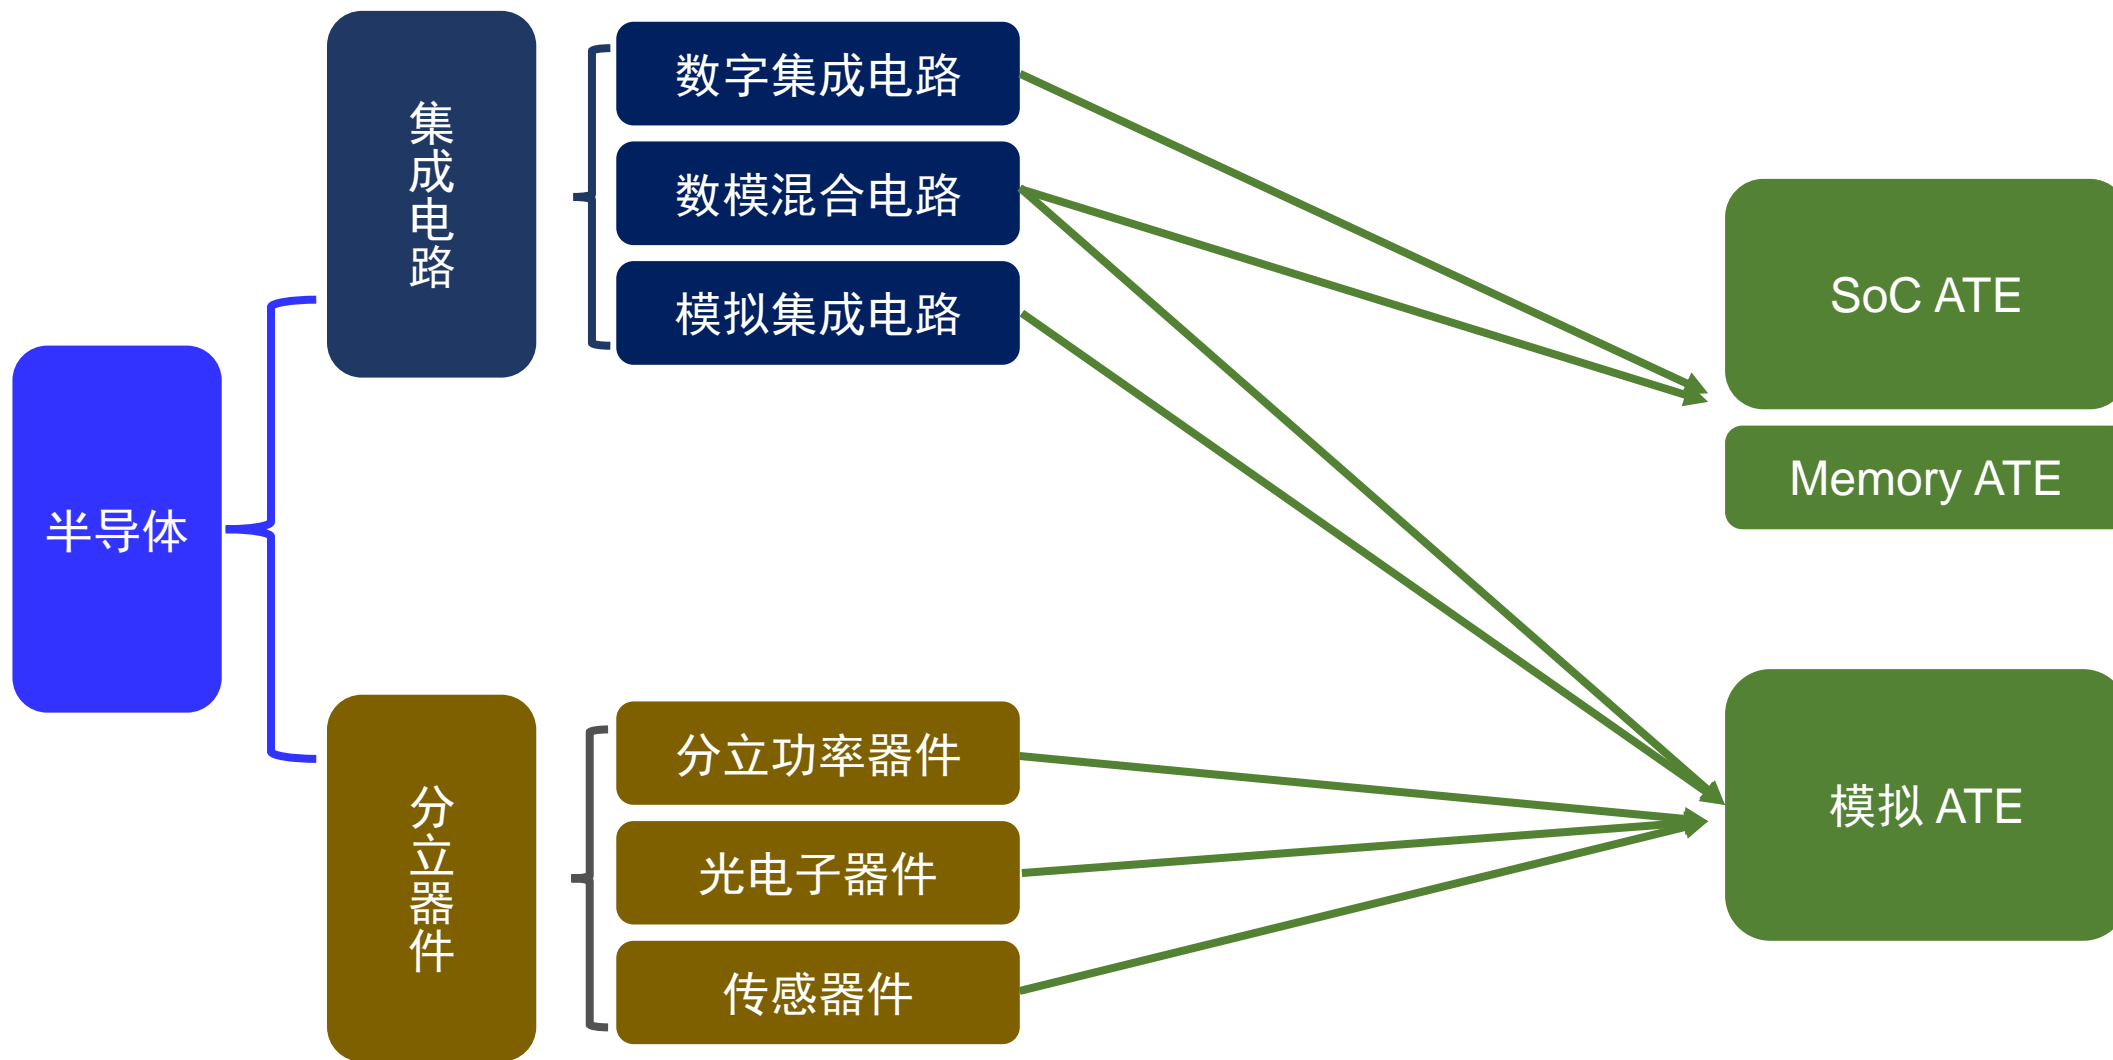 半导体
集成电路
数字集成电路
数模混合电路
模拟集成电路
分立器件
分立功率器件
光电子器件
传感器件
SoC ATE
Memory ATE
模拟 ATE